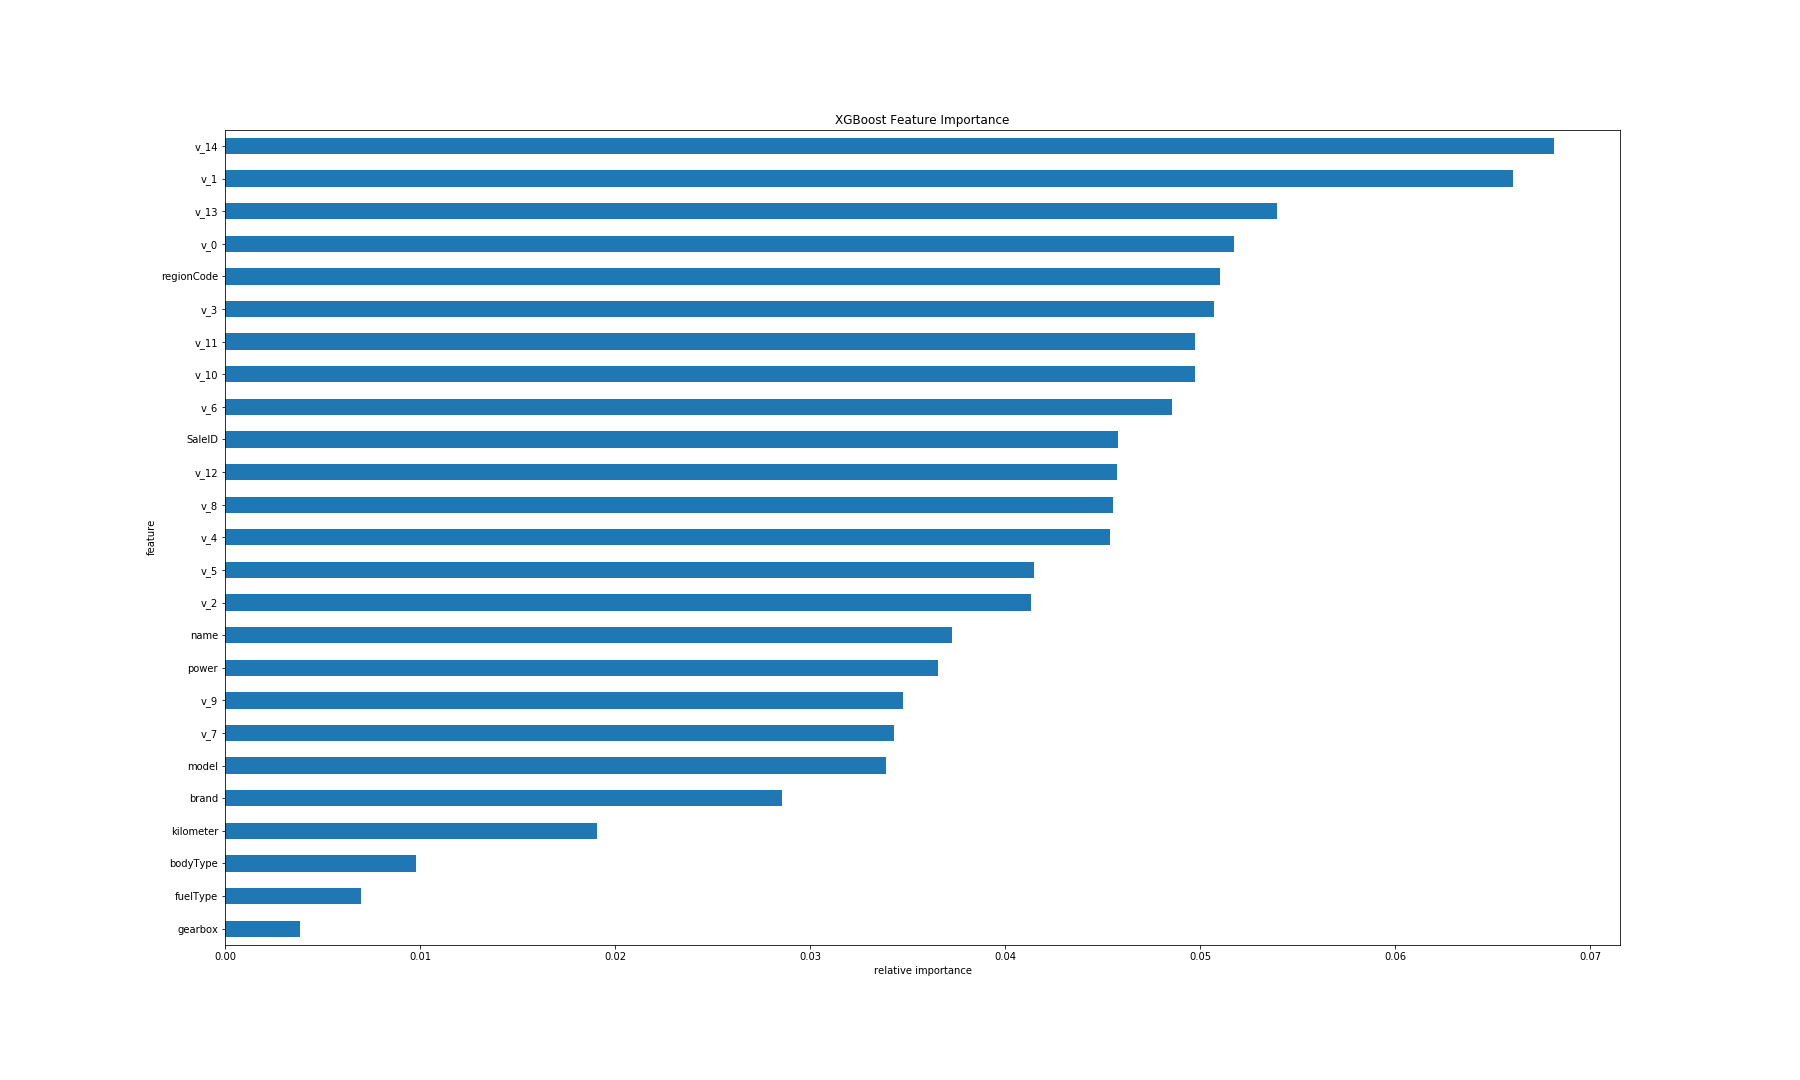 XGBoost Feature Importance
v_14
v_1
v_13
v_0
regionCode
v_3
v_11
v_10
v_6
SaleID
v_12
v_8
v_4
v_5
v_2
name
power
v_9
v_7
model
brand
kilometer
bodyType
fuelType
gearbox
feature
0.00 0.01 0.02 0.03 0.04 0.05 0.06 0.07
relative importance